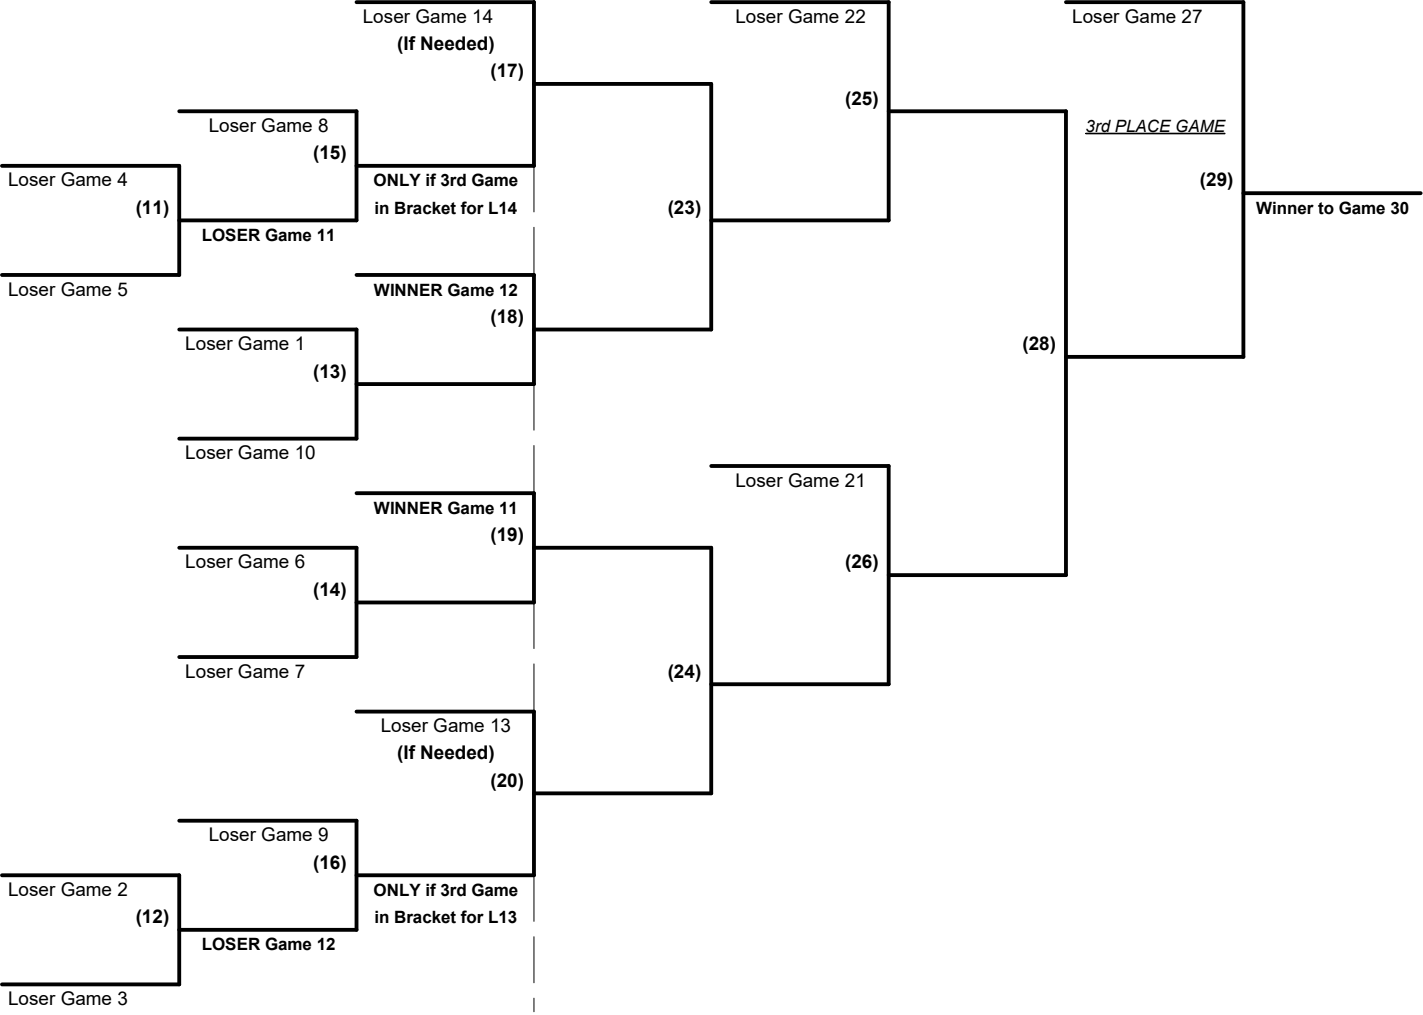 Loser Game 14
Loser Game 22
Loser Game 27
(If Needed)
(17)
(25)
Loser Game 8
3rd PLACE GAME
(15)
Loser Game 4
ONLY if 3rd Game
(29)
(11)
in Bracket for L14
(23)
Winner to Game 30
LOSER Game 11
Loser Game 5
WINNER Game 12
(18)
Loser Game 1
(28)
(13)
Loser Game 10
Loser Game 21
WINNER Game 11
(19)
Loser Game 6
(26)
(14)
Loser Game 7
(24)
Loser Game 13
(If Needed)
(20)
Loser Game 9
(16)
Loser Game 2
ONLY if 3rd Game
(12)
in Bracket for L13
LOSER Game 12
Loser Game 3